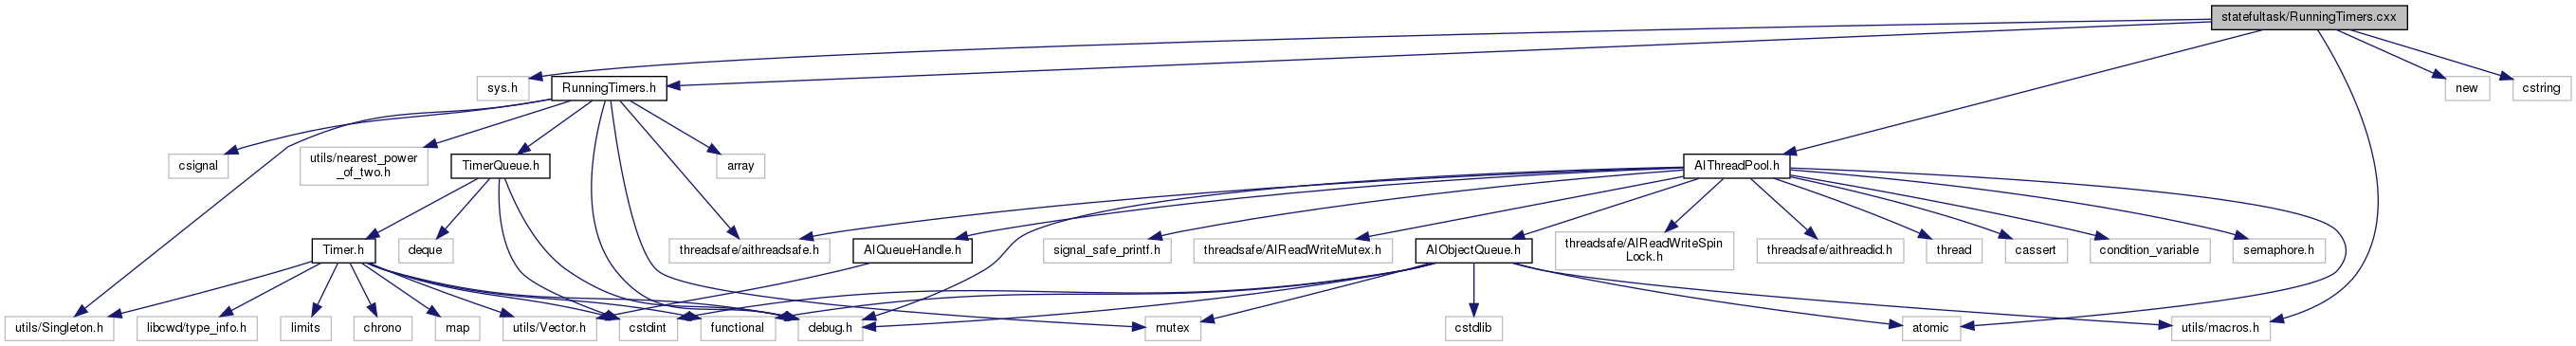 statefultask/RunningTimers.cxx
sys.h
RunningTimers.h
new
cstring
csignal
utils/nearest_power
_of_two.h
TimerQueue.h
array
AIThreadPool.h
Timer.h
deque
threadsafe/aithreadsafe.h
AIQueueHandle.h
signal_safe_printf.h
threadsafe/AIReadWriteMutex.h
AIObjectQueue.h
threadsafe/AIReadWriteSpin
Lock.h
threadsafe/aithreadid.h
thread
cassert
condition_variable
semaphore.h
utils/Singleton.h
libcwd/type_info.h
limits
chrono
map
utils/Vector.h
cstdint
functional
debug.h
mutex
cstdlib
atomic
utils/macros.h